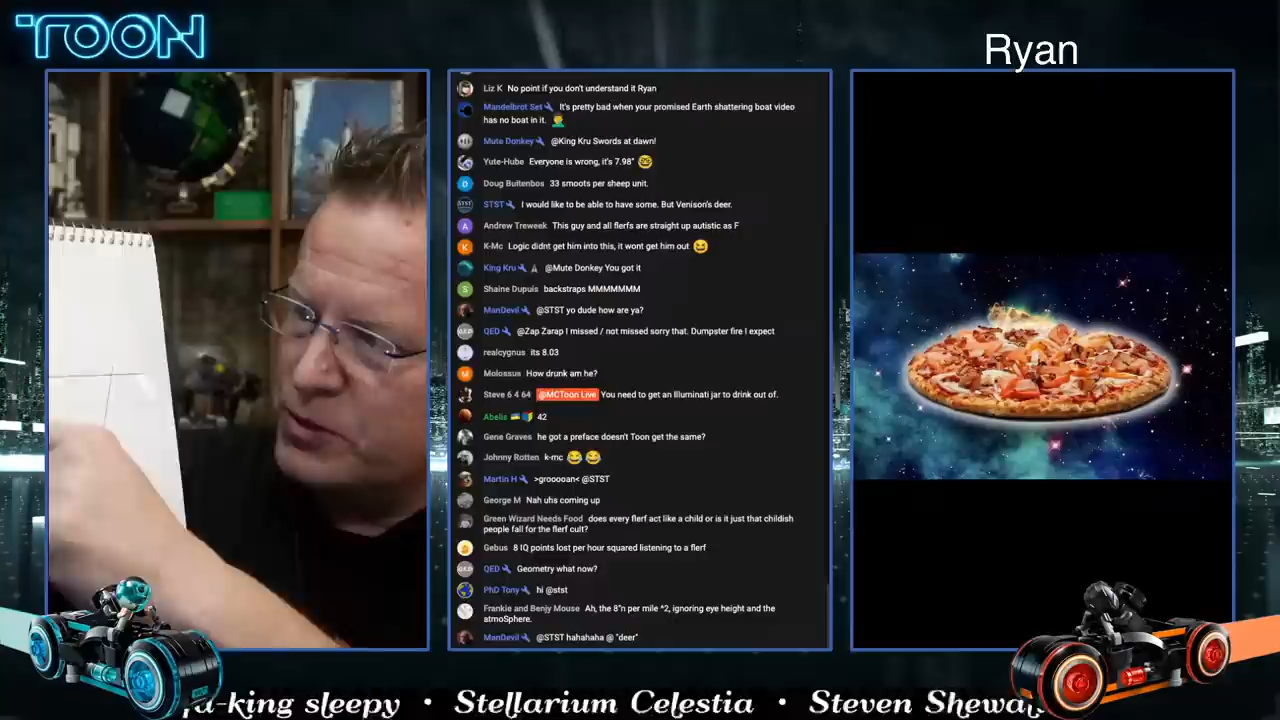 TOON
Ryan
Liz K No point if you don't understand it Ryan
Mandelbrot Set It's pretty bad when your promised Earth shattering boat video
has no boat in it.
Mute Donkey @King Kru Swords at dawn!
Yute-Hube Everyone is wrong, it's 7.98"
Doug Buitenbos 33 smoots per sheep unit.
STST I would like to be able to have some. But Venison's deer.
Andrew Treweek This guy and all flerfs are straight up autistic as F
K-Mc Logic didnt get him into this, it wont get him out
King Kru @Mute Donkey You got it
Shaine Dupuis backstraps MMMMMMM
ManDevil @STST yo dude how are ya?
QED @Zap Zarap I missed / not missed sorry that. Dumpster fire I expect
realcygnus its 8.03
Molossus How drunk am he?
Steve 6 4 64 @MCToon Live You need to get an Illuminati jar to drink out of.
Abelis 42
Gene Graves he got a preface doesn't Toon get the same?
Johnny Rotten k-mc
Martin H >grooooan< @STST
George M Nah uhs coming up
Green Wizard Needs Food does every flerf act like a child or is it just that childish
people fall for the flerf cult?
Gebus 8 IQ points lost per hour squared listening to a flerf
QED Geometry what now?
PhD Tony hi @stst
Frankie and Benjy Mouse Ah, the 8"n per mile ^2, ignoring eye height and the
atmoSphere.
ManDevil @STST hahahaha @ "deer"
-king sleepy • Stellarium Celestia • Steven Shewa